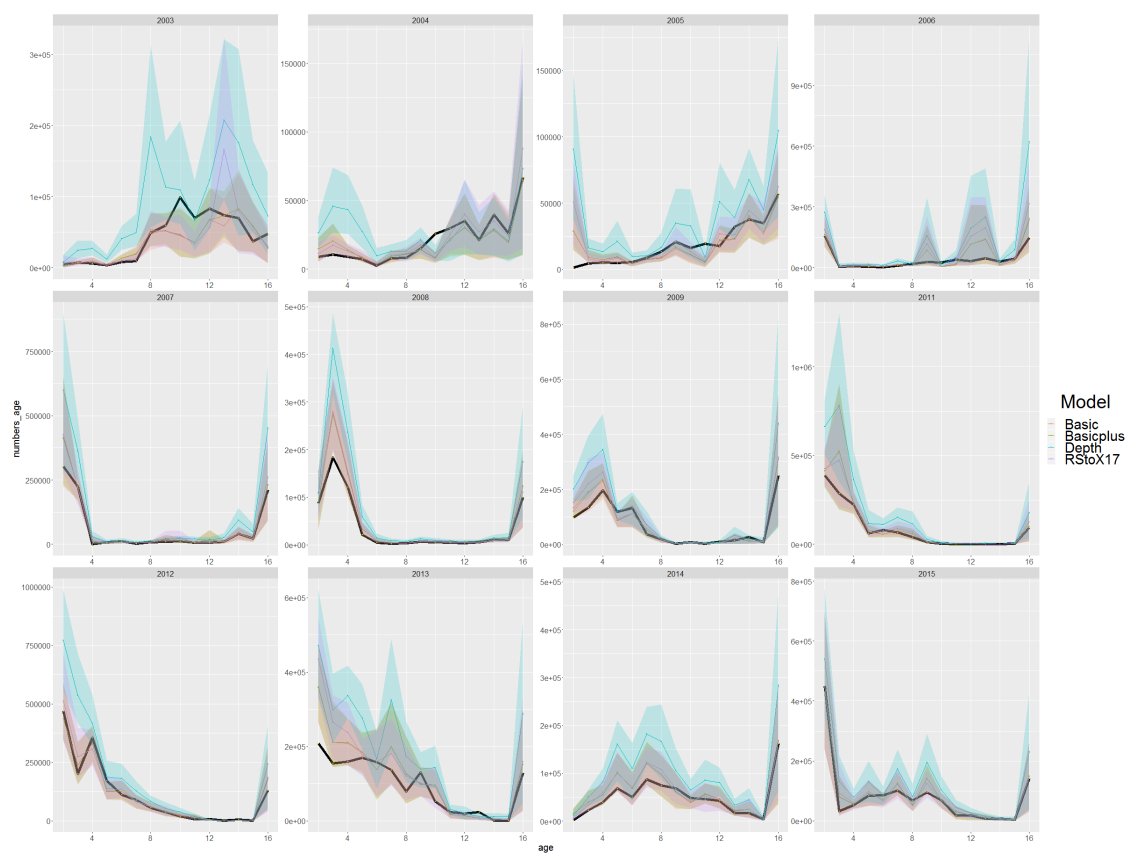 2003 2004 2005 2006
3e+05 2e+05 1e+05 0e+00
150000 100000 50000 0
150000 100000 50000 0
9e+05 6e+05 3e+05 0e+00
4 8 12 16 4 8 12 16 4 8 12 16 4 8 12 16
2007 2008 2009 2011
750000 500000 250000 0
5e+05 4e+05 3e+05 2e+05 1e+05 0e+00
8e+05 6e+05 4e+05 2e+05 0e+00
1e+06 5e+05 0e+00
4 8 12 16 4 8 12 16 4 8 12 16 4 8 12 16
2012 2013 2014 2015
1000000 750000 500000 250000 0
6e+05 4e+05 2e+05 0e+00
5e+05 4e+05 3e+05 2e+05 1e+05 0e+00
8e+05 6e+05 4e+05 2e+05 0e+00
4 8 12 16 4 8 12 16 4 8 12 16 4 8 12 16
numbers_age
age
Model
Basic
Basicplus
Depth
RStoX17